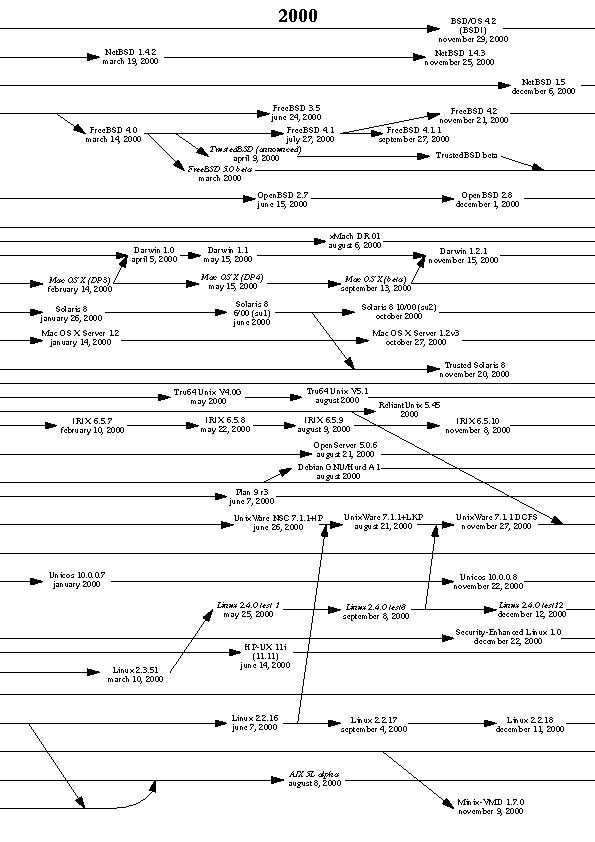 2000
BSD/OS 4.2
(BSDI)
november 29, 2000
NetBSD 1.4.2
march 19, 2000
NetBSD 1.4.3
november 25, 2000
NetBSD 1.5
december 6, 2000
FreeBSD 3.5
june 24, 2000
FreeBSD 4.2
november 21, 2000
FreeBSD 4.0
march 14, 2000
FreeBSD 4.1
july 27, 2000
FreeBSD 4.1.1
september 27, 2000
TrustedBSD (announced)
april 9, 2000
TrustedBSD beta
FreeBSD 5.0 beta
march 2000
OpenBSD 2.7
june 15, 2000
OpenBSD 2.8
december 1, 2000
xMach DR 01
august 6, 2000
Darwin 1.0
april 5, 2000
Darwin 1.1
may 15, 2000
Darwin 1.2.1
november 15, 2000
Mac OS X (DP3)
february 14, 2000
Mac OS X (DP4)
may 15, 2000
Mac OS X (beta)
september 13, 2000
Solaris 8
january 26, 2000
Solaris 8
6/00 (su1)
june 2000
Solaris 8 10/00 (su2)
october 2000
Mac OS X Server 1.2
january 14, 2000
Mac OS X Server 1.2v3
october 27, 2000
Trusted Solaris 8
november 20, 2000
Tru64 Unix V4.0G
may 2000
Tru64 Unix V5.1
august 2000
ReliantUnix 5.45
2000
IRIX 6.5.7
february 10, 2000
IRIX 6.5.8
may 22, 2000
IRIX 6.5.9
august 9, 2000
IRIX 6.5.10
november 8, 2000
OpenServer 5.0.6
august 21, 2000
Debian GNU/Hurd A1
august 2000
Plan 9 r3
june 7, 2000
UnixWare NSC 7.1.1+IP
june 26, 2000
UnixWare 7.1.1+LKP
august 21, 2000
UnixWare 7.1.1 DCFS
november 27, 2000
Unicos 10.0.0.7
january 2000
Unicos 10.0.0.8
november 22, 2000
Linux 2.4.0 test 1
may 25, 2000
Linux 2.4.0 test8
september 8, 2000
Linux 2.4.0 test12
december 12, 2000
Security-Enhanced Linux 1.0
december 22, 2000
HP-UX 11i
(11.11)
june 14, 2000
Linux 2.3.51
march 10, 2000
Linux 2.2.16
june 7, 2000
Linux 2.2.17
september 4, 2000
Linux 2.2.18
december 11, 2000
AIX 5L alpha
august 8, 2000
Minix-VMD 1.7.0
november 9, 2000